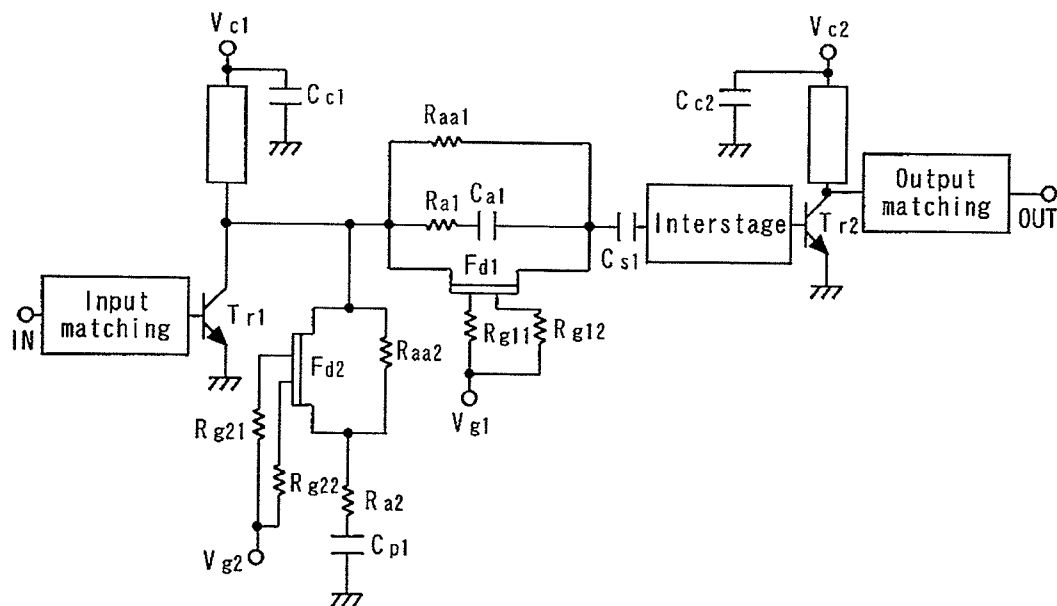 Vc1
Vc2
Cc1
Cc2
Raa1
Ra1
Ca1
Output
matching
OUT
Interstage
Tr2
Cs1
Fd1
Input
matching
IN
Tr1
Rg11
Rg12
Fd2
Raa2
Vg1
Rg21
Rg22
Ra2
Vg2
Cp1